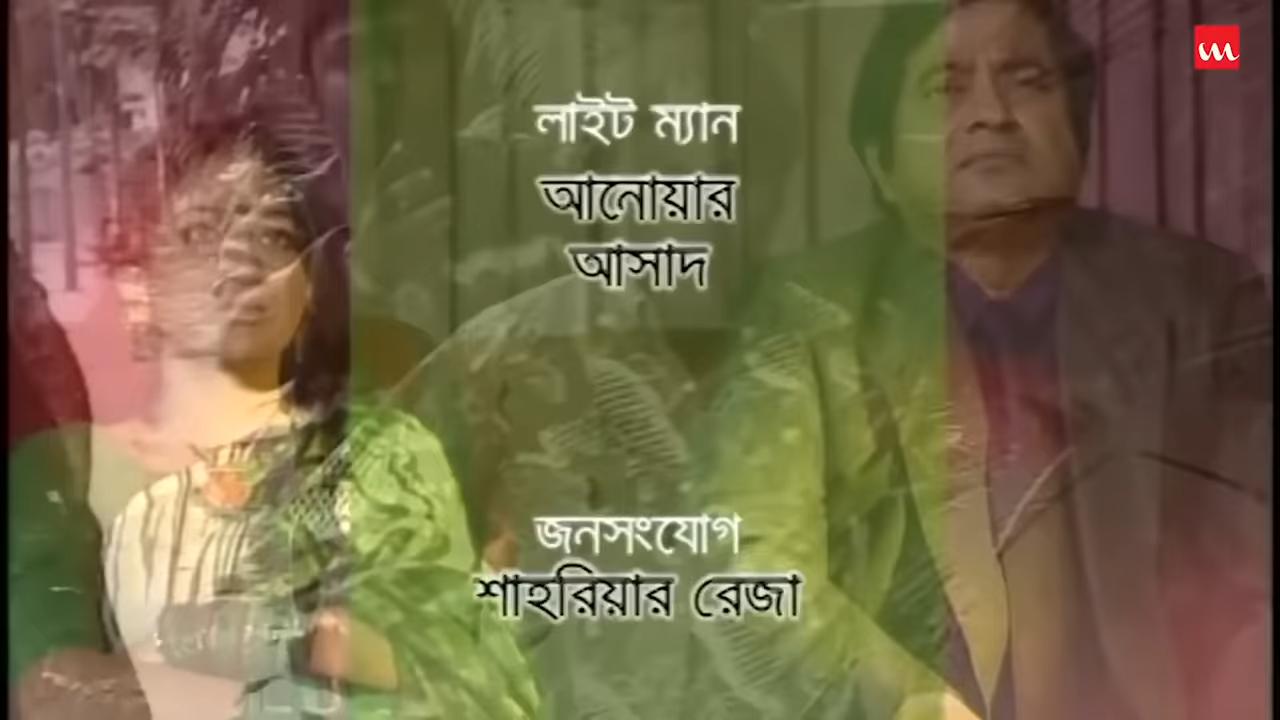 লাইট ম্যান
আনোয়ার
আসাদ
জনসংযোগ
শাহরিয়ার রেজা